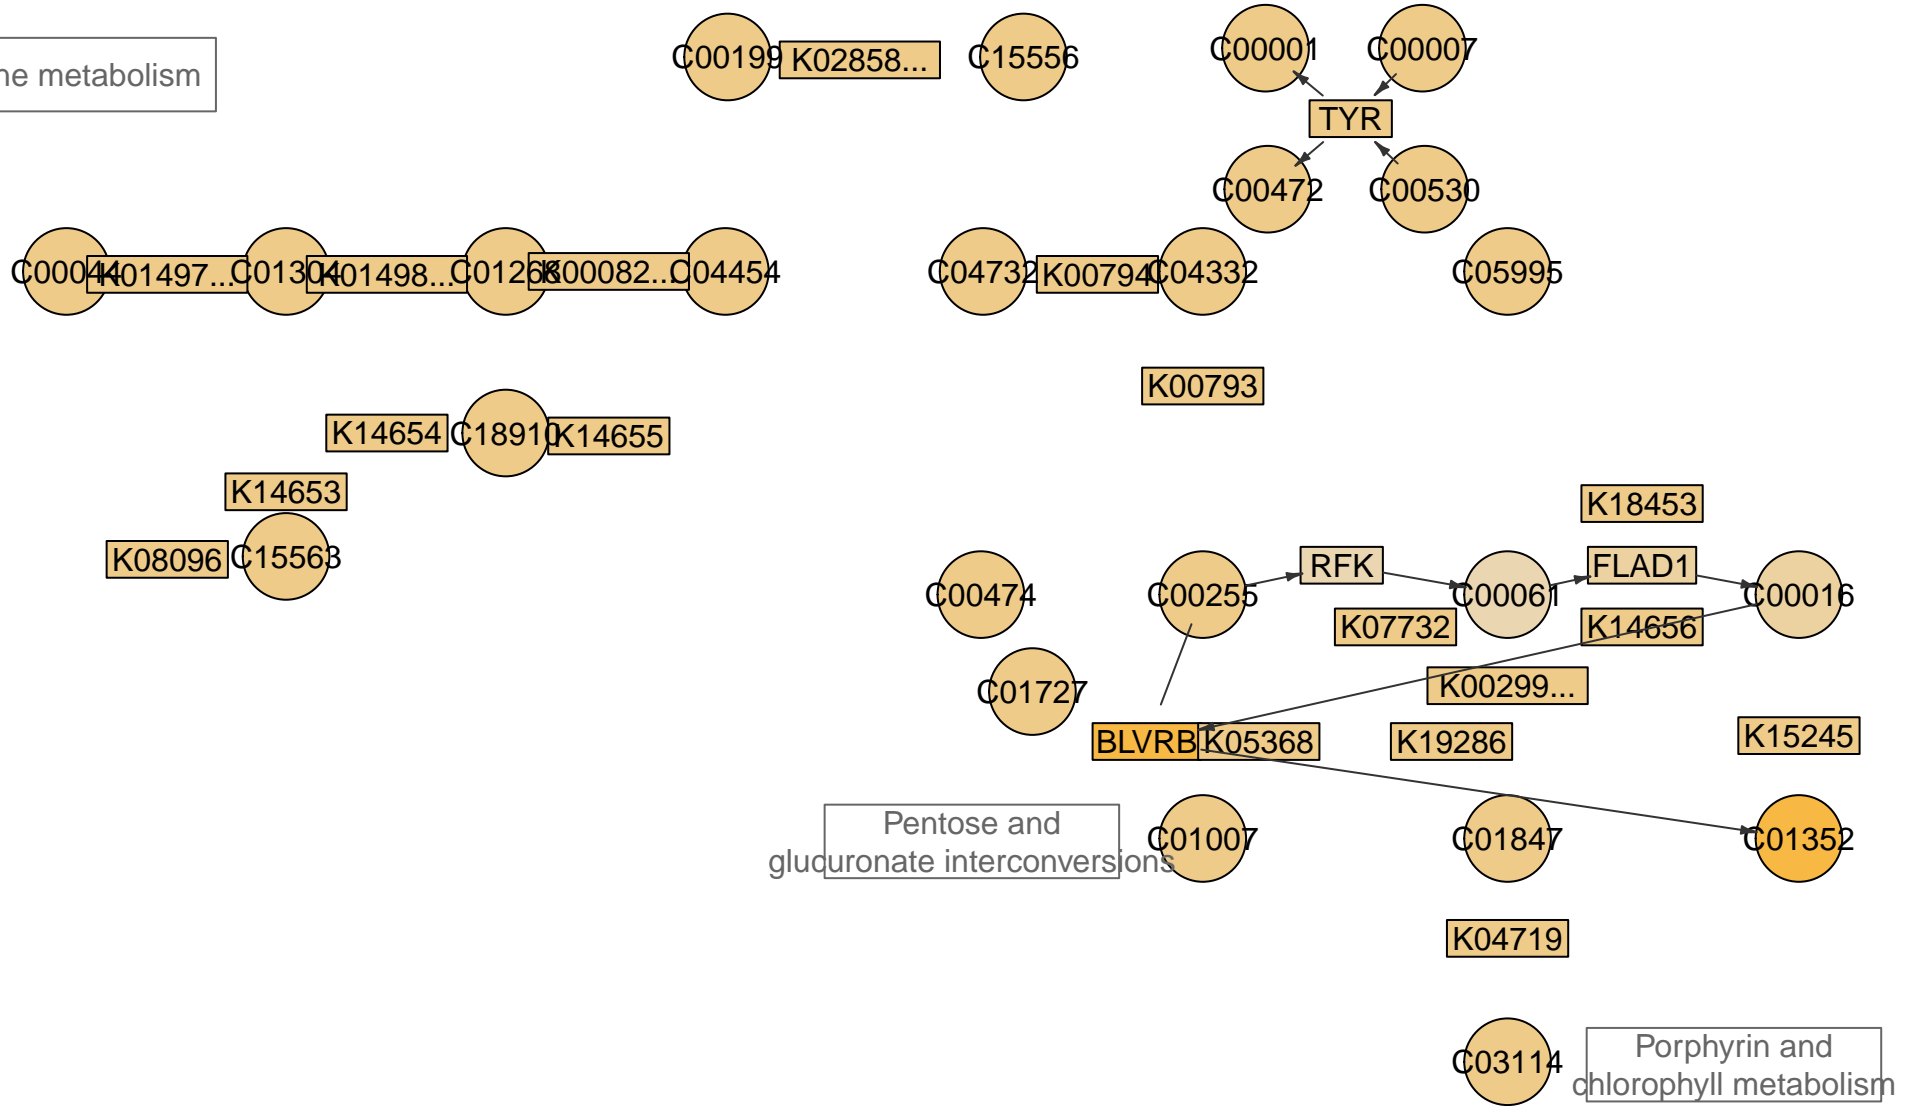 ne metabolism
C00199
K02858...
C15556
C00001
C00007
TYR
C00472
C00530
C00044
K01497...
C01304
K01498...
C01268
K00082...
C04454
C04732
K00794
C04332
C05995
K00793
K14654
C18910
K14655
K14653
K08096
C15563
K18453
C00474
C00255
RFK
C00061
FLAD1
C00016
K07732
K14656
C01727
K00299...
BLVRB
K05368
K19286
K15245
Pentose and
glucuronate interconversions
C01007
C01847
C01352
K04719
C03114
Porphyrin and
chlorophyll metabolism